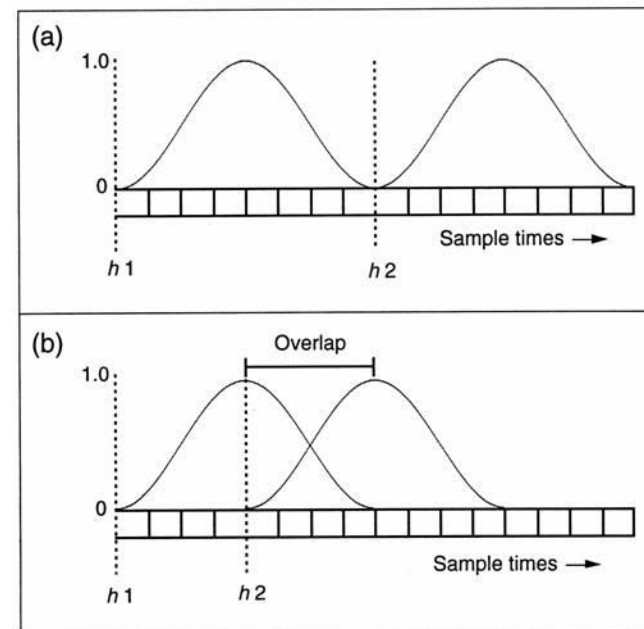 (a)
1.0
0
Sample times →
h 1
h 2
(b)
Overlap
1.0
0
Sample times →
h 1
h 2